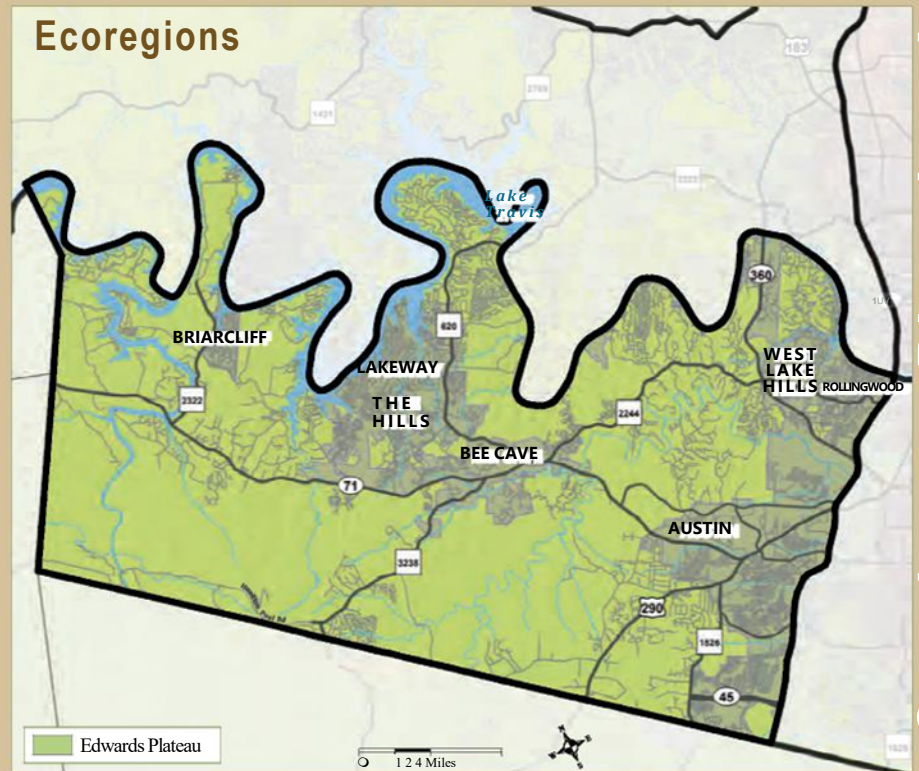 Ecoregions
183
2769
1431
2222
Lake
Travis
360
620
BRIARCLIFF
WEST
LAKE
HILLS
ROLLINGWOOD
LAKEWAY
THE
HILLS
2322
2244
BEE CAVE
71
AUSTIN
3238
290
1826
45
Edwards Plateau
1 2 4 Miles